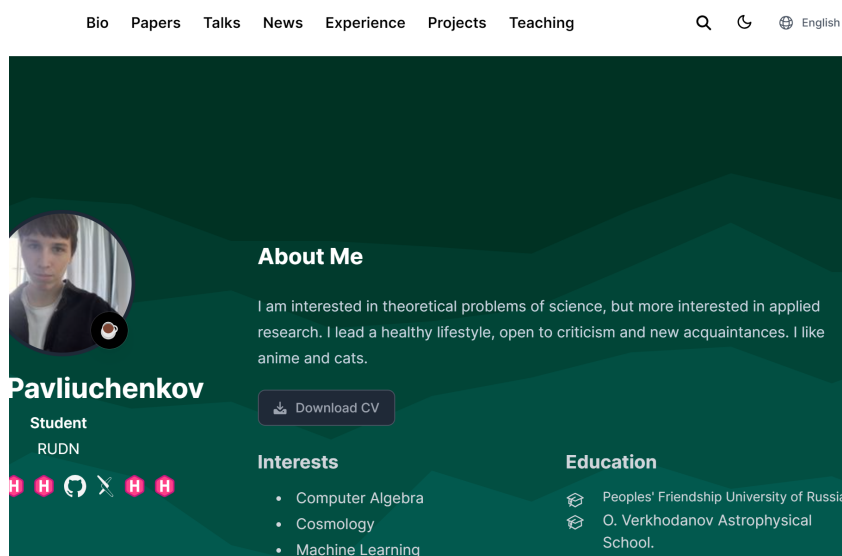 Bio Papers Talks News Experience Projects Teaching English
About Me
I am interested in theoretical problems of science, but more interested in applied
research. I lead a healthy lifestyle, open to criticism and new acquaintances. I like
anime and cats.
Download CV
Pavliuchenkov
Student
RUDN
Interests
Computer Algebra
Cosmology
Machine Learning
Education
Peoples' Friendship University of Russia
O. Verkhodanov Astrophysical
School.